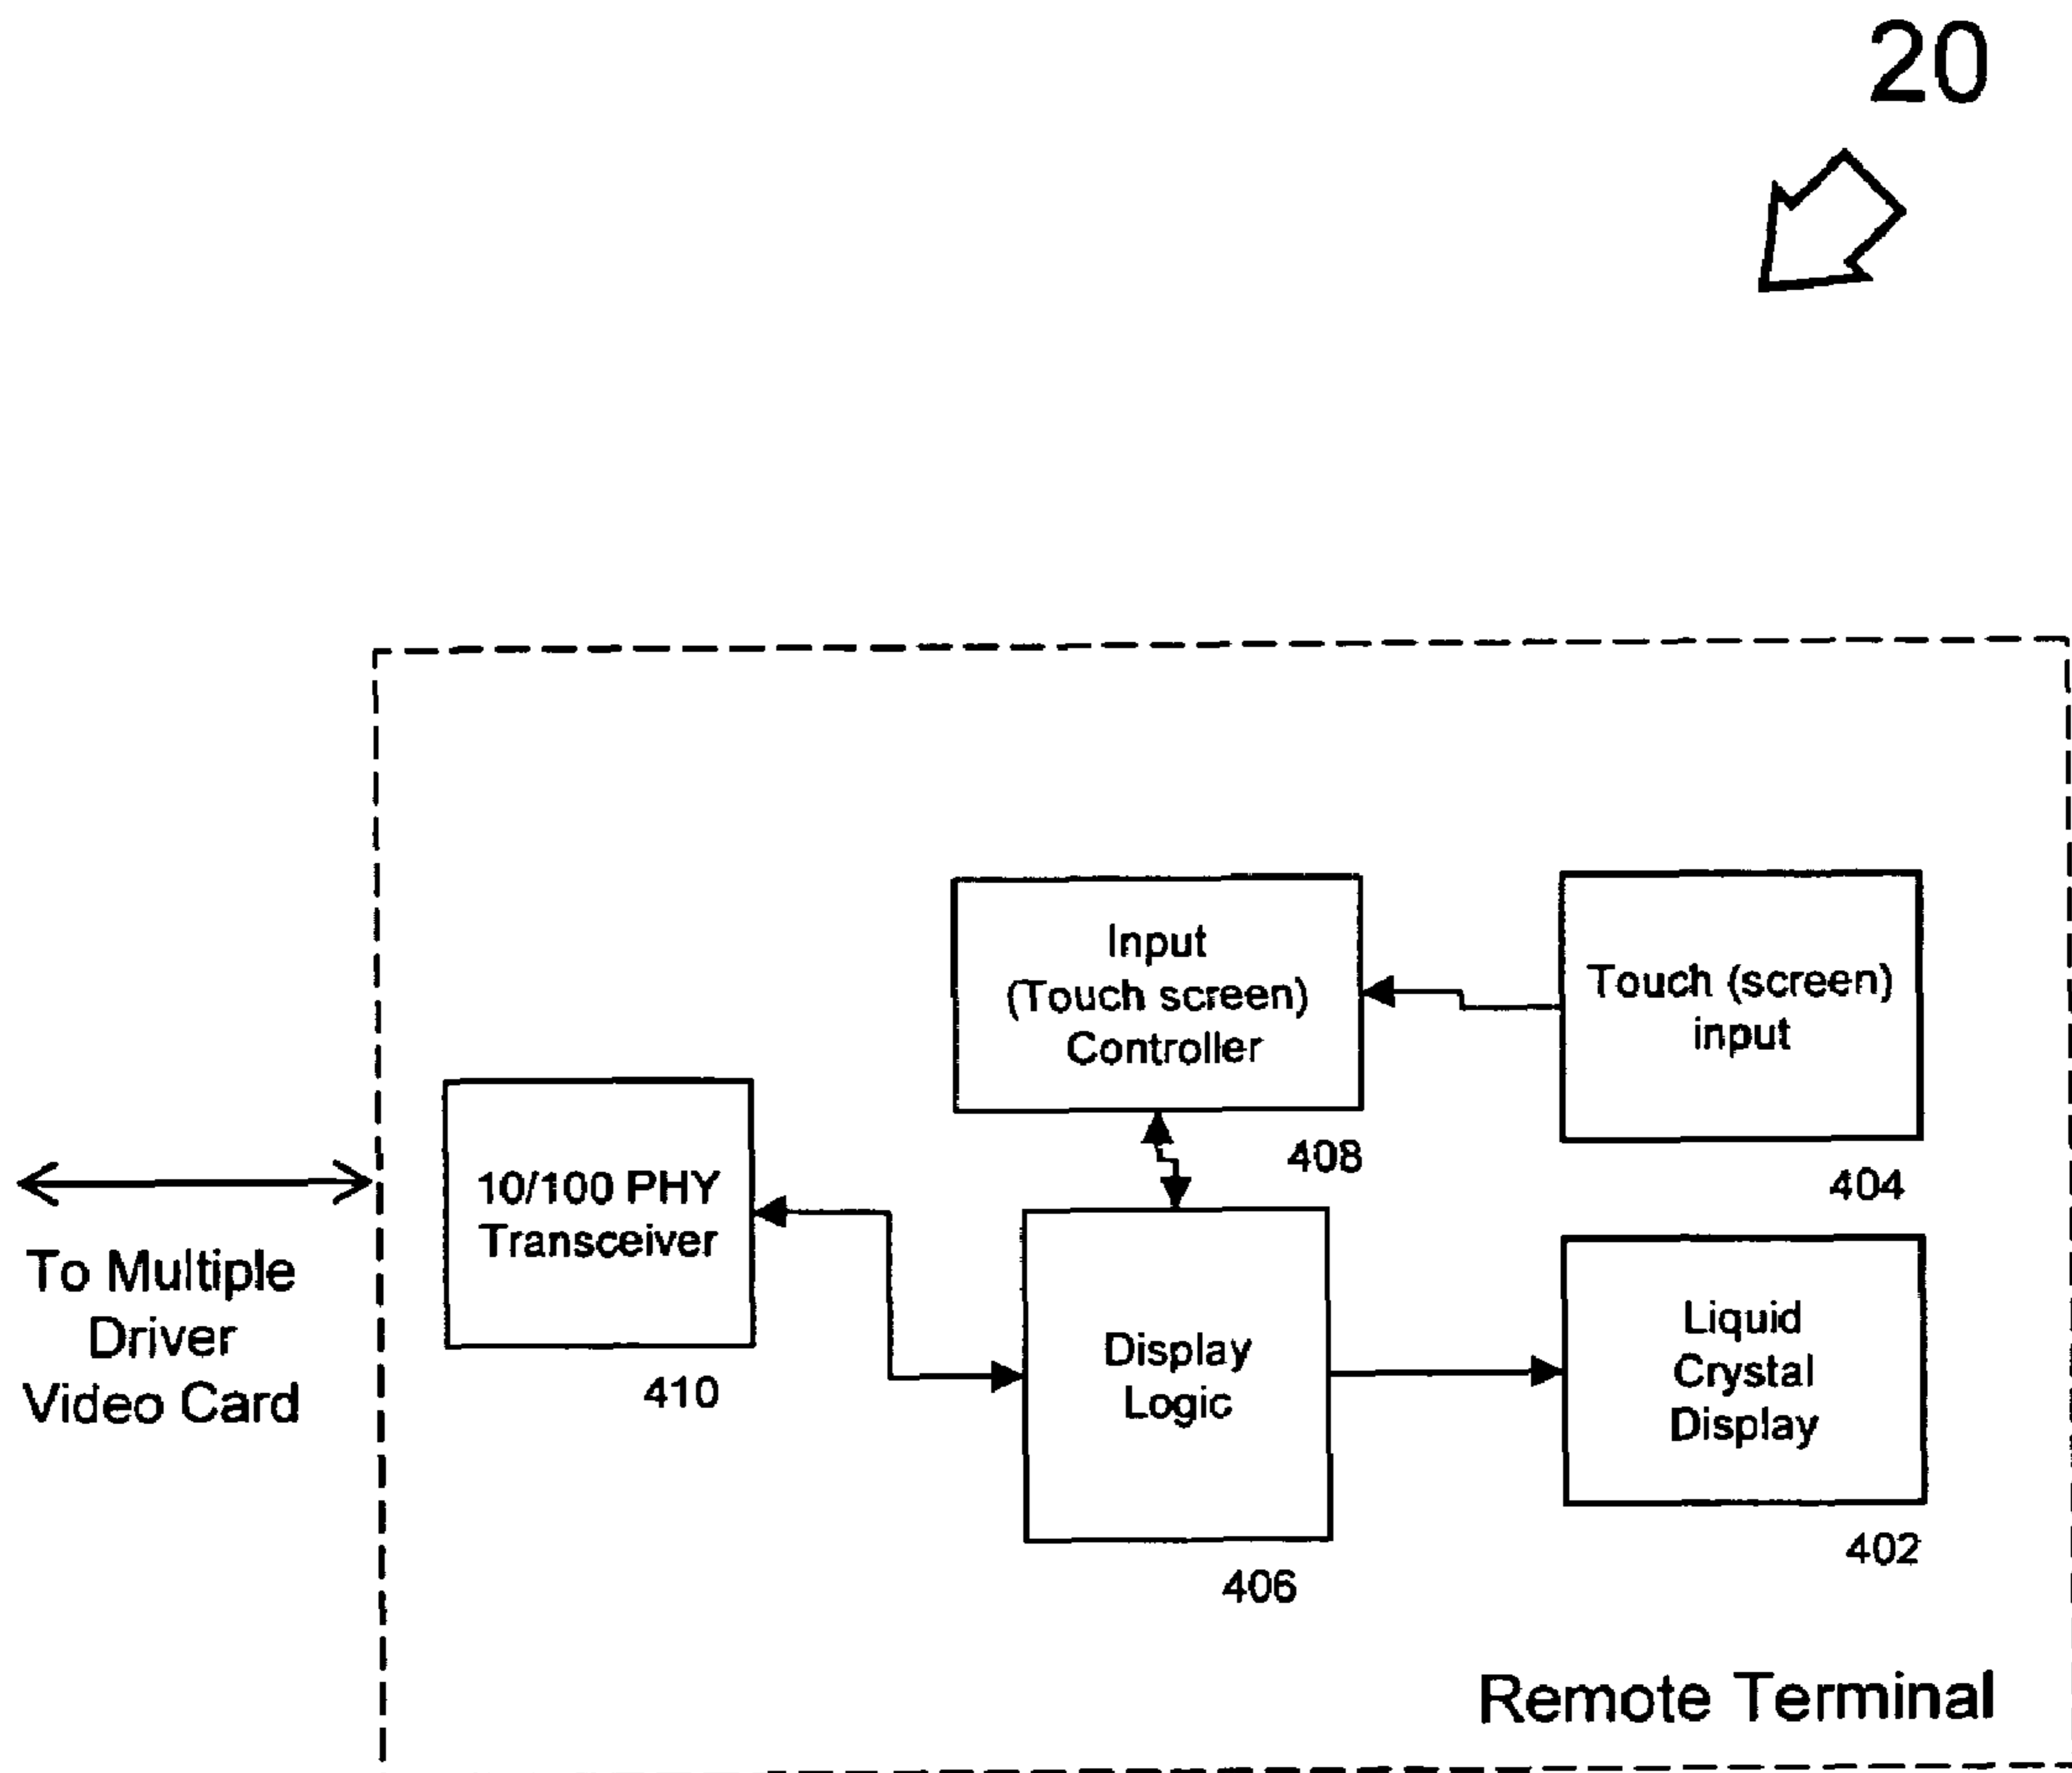 20
Input
(Touch screen)
Controller
408
Touch (screen)
input
404
10/100 PHY
Transceiver
410
To Multiple
Driver
Video Card
Display
Logic
406
Liquid
Crystal
Display
402
Remote Terminal